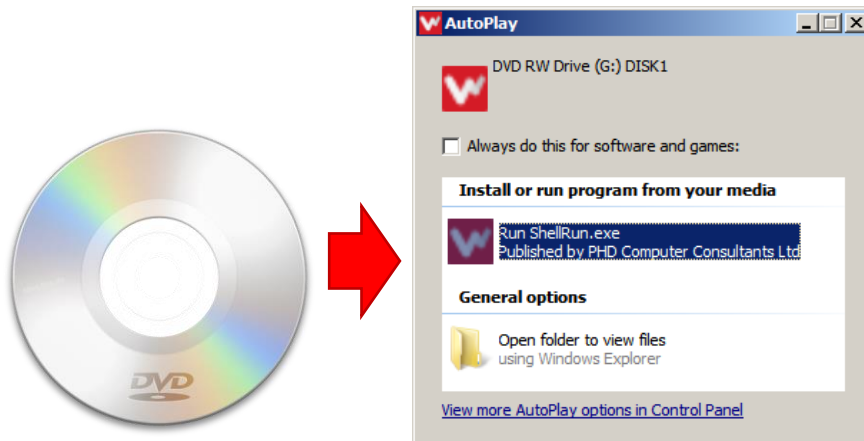 AutoPlay
DVD RW Drive (G:) DISK1
Always do this for software and games:
Install or run program from your media
Run ShellRun.exe
Published by PHD Computer Consultants Ltd
General options
Open folder to view files
using Windows Explorer
View more AutoPlay options in Control Panel
DVD